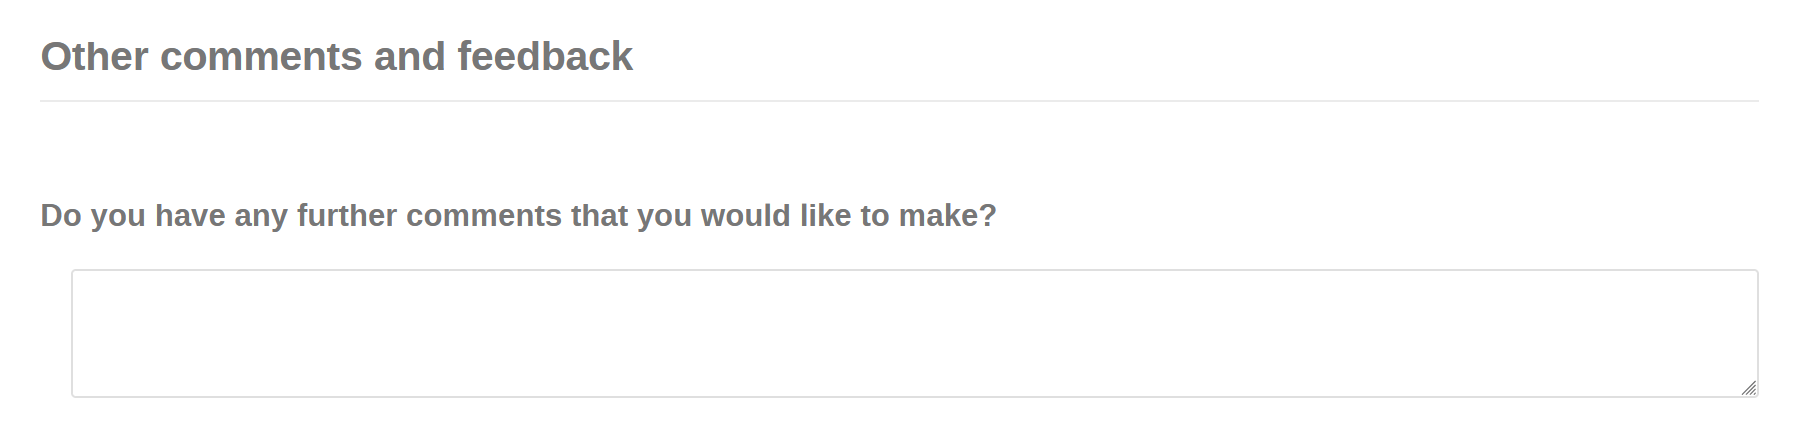 Other comments and feedback
Do you have any further comments that you would like to make?